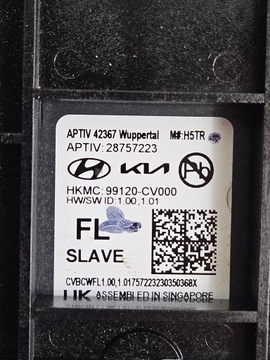 APTIV 42367 Wuppertal M#:H5TR
APTIV: 28757223
HKMC: 99120-CV000
HW/SW ID:1.00,1.01
FL
SLAVE
CVBCWFL1.00,1.01757223230350368X
ASSEMBLED IN SINGAPORE